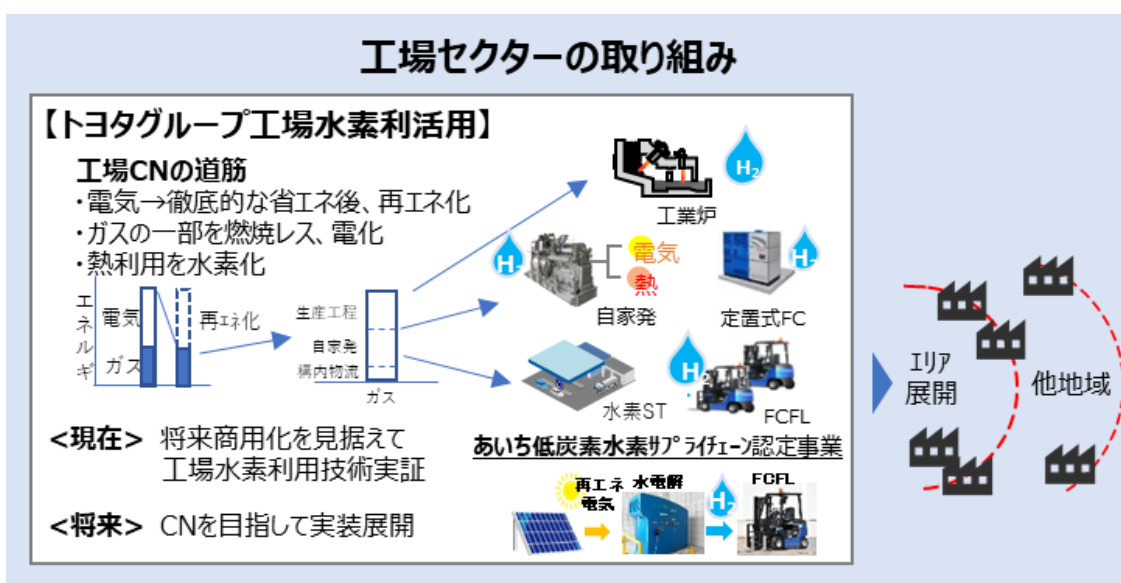 工場セクターの取り組み
【トヨタグループ工場水素利活用】
工場CNの道筋
・電気→徹底的な省エネ後、再エネ化
・ガスの一部を燃焼レス、電化
・熱利用を水素化
エネルギ
電気
ガス
再ｴﾈ化
生産工程
自家発
構内物流
ガス
H₂
工業炉
H₂
電気
熱
自家発
H₂
定置式FC
水素ST
H₂
FCFL
<現在> 将来商用化を見据えて
工場水素利用技術実証
<将来> CNを目指して実装展開
あいち低炭素水素ｻﾌﾟﾗｲﾁｪｰﾝ認定事業
再エネ
電気
水電解
H₂
FCFL
ｴﾘｱ
展開
他地域